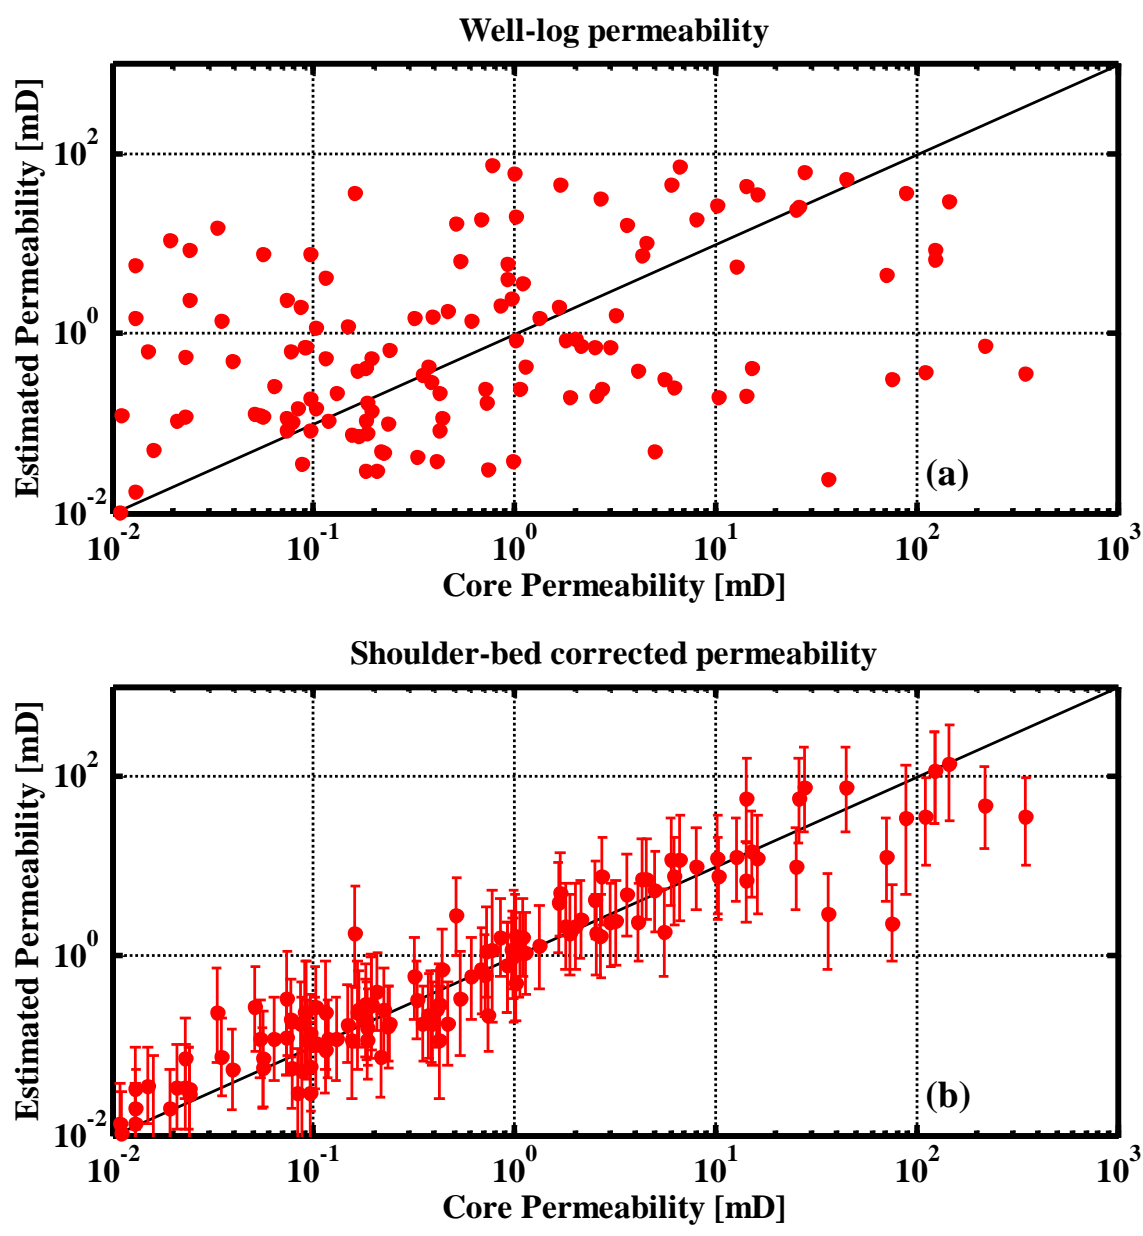 Well-log permeability
Estimated Permeability [mD]
10^2
10^0
10^-2
(a)
10^-2 10^-1 10^0 10^1 10^2 10^3
Core Permeability [mD]
Shoulder-bed corrected permeability
Estimated Permeability [mD]
10^2
10^0
10^-2
(b)
10^-2 10^-1 10^0 10^1 10^2 10^3
Core Permeability [mD]